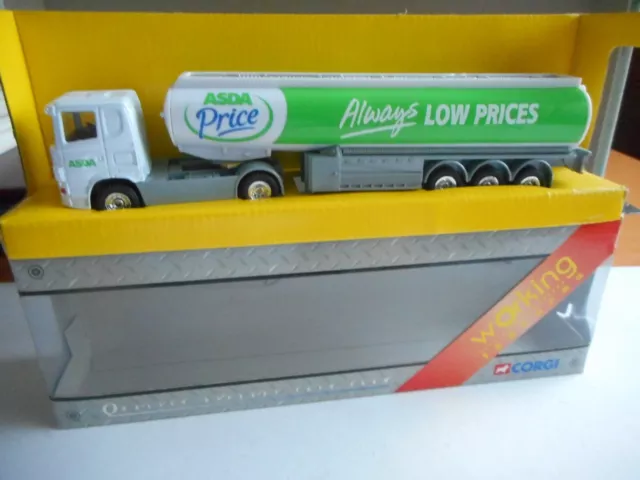 ASDA
Price
Always LOW PRICES
ASDA
working
CORGI